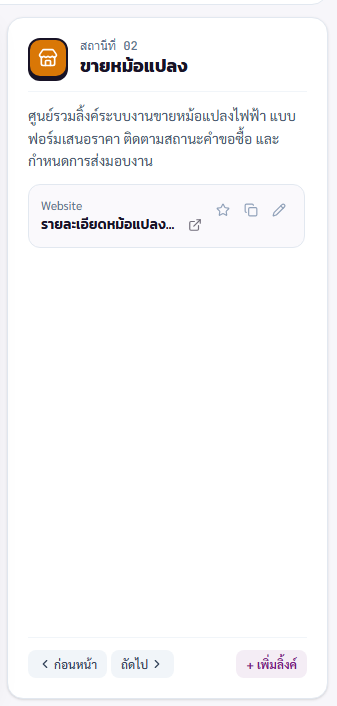 สถานีที่ 02
ขายหม้อแปลง
ศูนย์รวมลิ้งค์ระบบงานขายหม้อแปลงไฟฟ้า แบบ
ฟอร์มเสนอราคา ติดตามสถานะคำขอซื้อ และ
กำหนดการส่งมอบงาน
Website
รายละเอียดหม้อแปลง...
ก่อนหน้า
ถัดไป
+ เพิ่มลิ้งค์